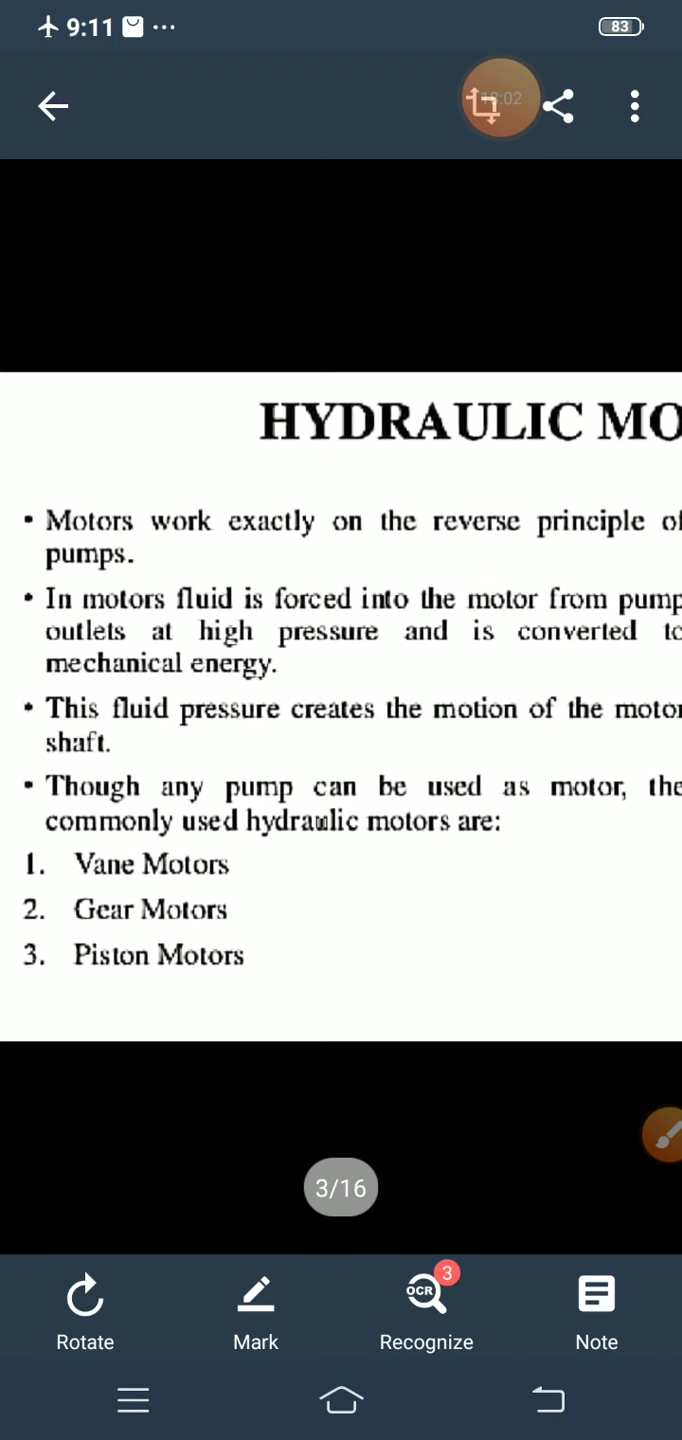 9:11
83
18:02
HYDRAULIC MO
• Motors work exactly on the reverse principle of
pumps.
• In motors fluid is forced into the motor from pump
outlets at high pressure and is converted to
mechanical energy.
• This fluid pressure creates the motion of the motor
shaft.
• Though any pump can be used as motor, the
commonly used hydraulic motors are:
1. Vane Motors
2. Gear Motors
3. Piston Motors
3/16
OCR 3
Rotate Mark Recognize Note